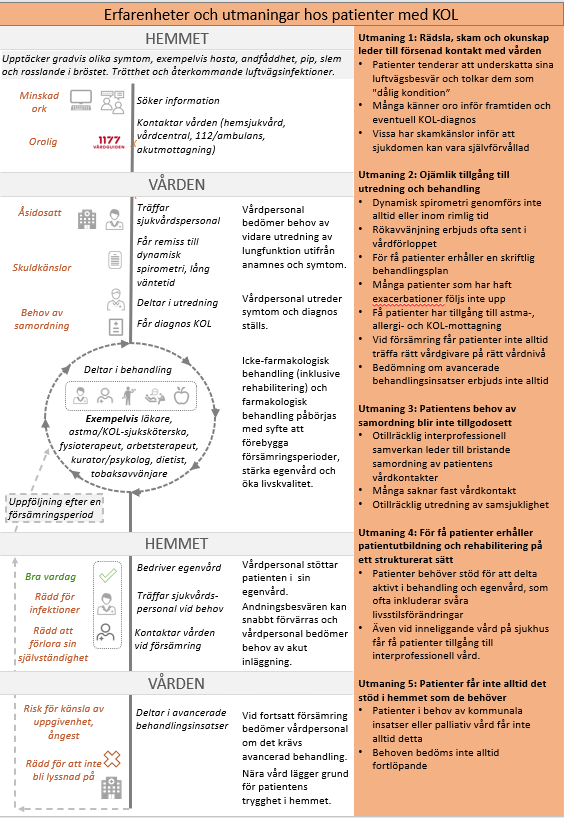 Erfarenheter och utmaningar hos patienter med KOL
HEMMET
Upptäcker gradvis olika symtom, exempelvis hosta, andfåddhet, pip, slem
och rosslande i bröstet. Trötthet och återkommande luftvägsinfektioner.
Minskad
ork
Söker information
Orolig
1177
VÅRDGUIDEN
Kontaktar vården (hemsjukvård,
vårdcentral, 112/ambulans,
akutmottagning)
VÅRDEN
Åsidosatt
Träffar
sjukvårdspersonal
Får remiss till
dynamisk
spirometri, lång
väntetid
Skuldkänslor
Deltar i utredning
Behov av
samordning
Får diagnos KOL
Vårdpersonal
bedömer behov av
vidare utredning av
lungfunktion utifrån
anamnes och symtom.
Vårdpersonal utreder
symtom och diagnos
ställs.
Deltar i behandling
Exempelvis läkare,
astma/KOL-sjuksköterska,
fysioterapeut, arbetsterapeut,
kurator/psykolog, dietist,
tobaksavvänjare
Icke-farmakologisk
behandling (inklusive
rehabilitering) och
farmakologisk
behandling påbörjas
med syfte att
förebygga
försämringsperioder,
stärka egenvård och
öka livskvalitet.
Uppföljning efter en
försämringsperiod
HEMMET
Bra vardag
Bedriver egenvård
Rädd för
infektioner
Träffar sjukvårds-
personal vid behov
Rädd att
förlora sin
självständighet
Kontaktar vården
vid försämring
Vårdpersonal stöttar
patienten i sin
egenvård.
Andningsbesvären kan
snabbt förvärras och
vårdpersonal bedömer
behov av akut
inläggning.
VÅRDEN
Risk för känsla av
uppgivenhet,
ångest
Deltar i avancerade
behandlingsinsatser
Rädd för att inte
bli lyssnad på
Vid fortsatt försämring
bedömer vårdpersonal
om det krävs
avancerad behandling.
Nära vård lägger grund
för patientens
trygghet i hemmet.
Utmaning 1: Rädsla, skam och okunskap
leder till försenad kontakt med vården
• Patienter tenderar att underskatta sina
luftvägsbesvär och tolkar dem som
"dålig kondition"
• Många känner oro inför framtiden och
eventuell KOL-diagnos
• Vissa har skamkänslor inför att
sjukdomen kan vara självförvållad
Utmaning 2: Ojämlik tillgång till
utredning och behandling
• Dynamisk spirometri genomförs inte
alltid eller inom rimlig tid
• Rökavvänjning erbjuds ofta sent i
vårdförloppet
• För få patienter erhåller en skriftlig
behandlingsplan
• Många patienter som har haft
exacerbationer följs inte upp
• Få patienter har tillgång till astma-,
allergi- och KOL-mottagning
• Vid försämring får patienter inte alltid
träffa rätt vårdgivare på rätt vårdnivå
• Bedömning om avancerade
behandlingsinsatser erbjuds inte alltid
Utmaning 3: Patientens behov av
samordning blir inte tillgodosett
• Otillräcklig interprofessionell
samverkan leder till bristande
samordning av patientens
vårdkontakter
• Många saknar fast vårdkontakt
• Otillräcklig utredning av samsjuklighet
Utmaning 4: För få patienter erhåller
patientutbildning och rehabilitering på
ett strukturerat sätt
• Patienter behöver stöd för att delta
aktivt i behandling och egenvård, som
ofta inkluderar svåra
livsstilförändringar
• Även vid inneliggande vård på sjukhus
får få patienter tillgång till
interprofessionell vård.
Utmaning 5: Patienter får inte alltid det
stöd i hemmet som de behöver
• Patienter i behov av kommunala
insatser eller palliativ vård får inte
alltid detta
• Behoven bedöms inte alltid
fortlöpande